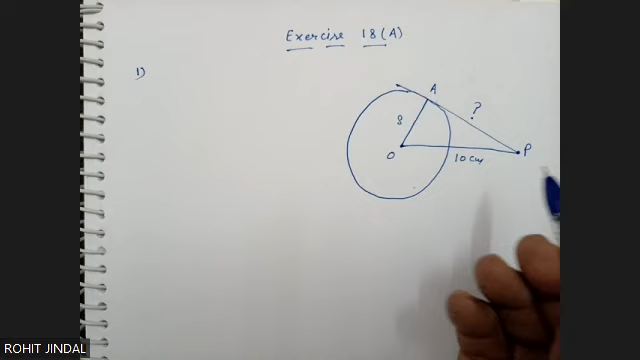 Exercise 18(A)
1)
A
?
8
O
10 cm
P
ROHIT JINDAL